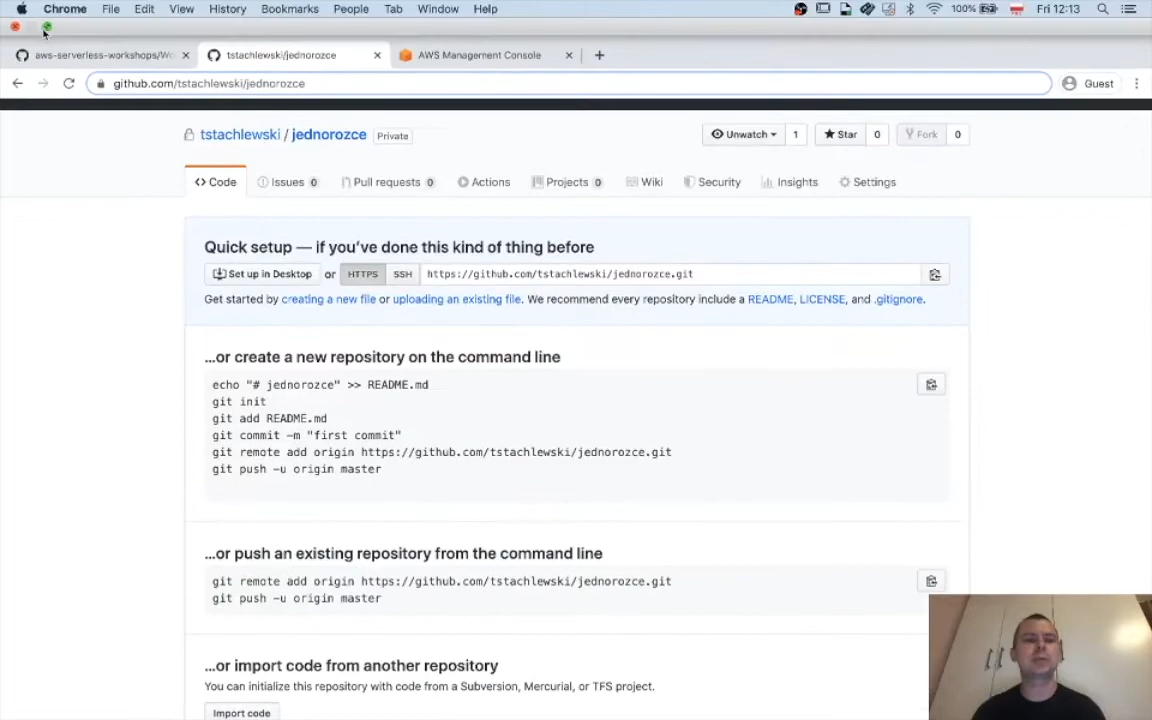 Chrome File Edit View History Bookmarks People Tab Window Help 100% Fri 12:13
aws-serverless-workshops/Wo tstachlewski/jednorozce AWS Management Console
github.com/tstachlewski/jednorozce Guest
tstachlewski / jednorozce Private Unwatch 1 Star 0 Fork 0
Code Issues 0 Pull requests 0 Actions Projects 0 Wiki Security Insights Settings
Quick setup — if you've done this kind of thing before
Set up in Desktop or HTTPS SSH https://github.com/tstachlewski/jednorozce.git
Get started by creating a new file or uploading an existing file. We recommend every repository include a README, LICENSE, and .gitignore.
...or create a new repository on the command line
echo "# jednorozce" >> README.md
git init
git add README.md
git commit -m "first commit"
git remote add origin https://github.com/tstachlewski/jednorozce.git
git push -u origin master
...or push an existing repository from the command line
git remote add origin https://github.com/tstachlewski/jednorozce.git
git push -u origin master
...or import code from another repository
You can initialize this repository with code from a Subversion, Mercurial, or TFS project.
Import code